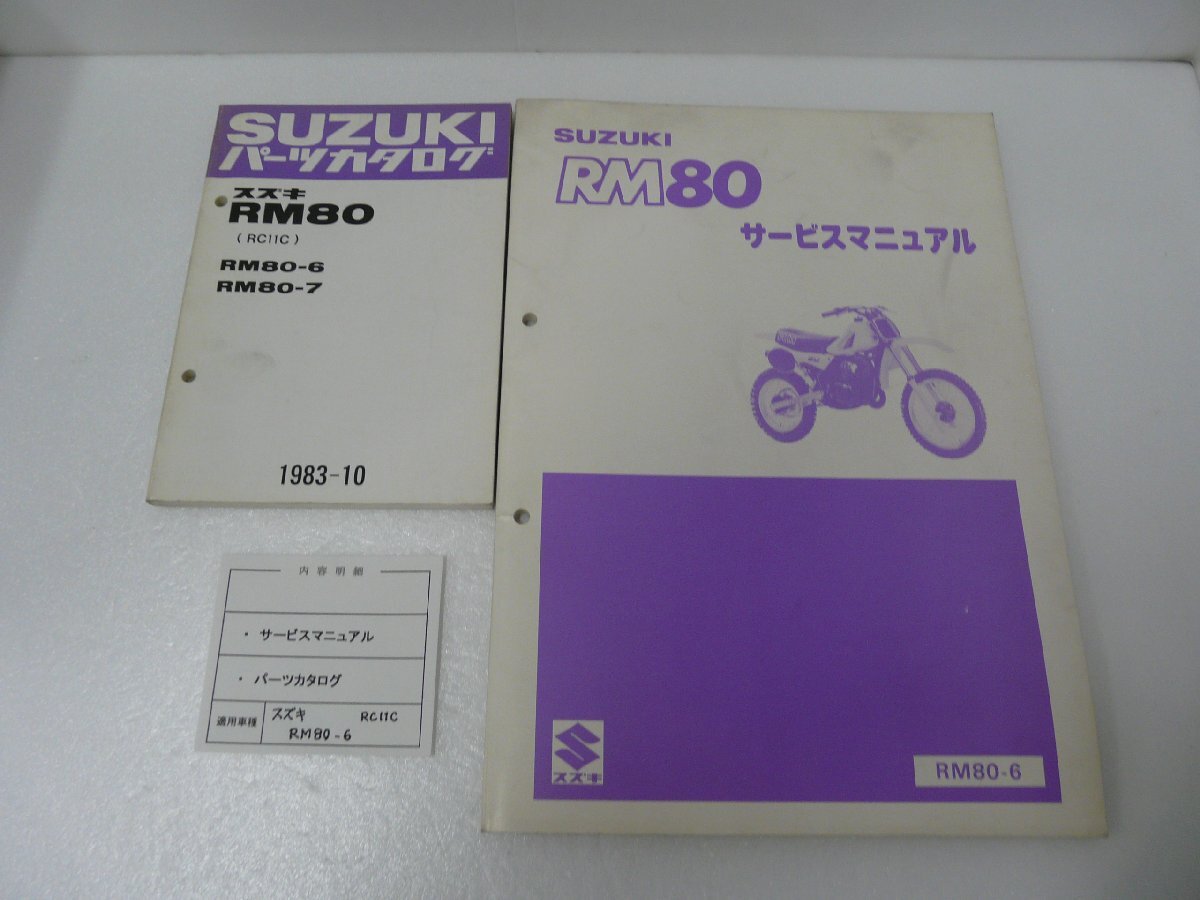 SUZUKI
パーツカタログ
スズキ
RM80
(RC11C)
RM80-6
RM80-7
1983-10
SUZUKI
RM80
サービスマニュアル
スズキ
RM80-6
内容明細
・サービスマニュアル
・パーツカタログ
適用車種
スズキ RC11C
RM80-6